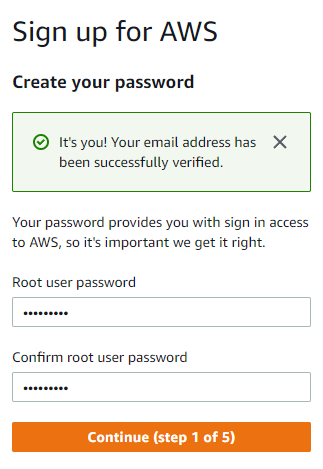 Sign up for AWS
Create your password
It's you! Your email address has
been successfully verified.
Your password provides you with sign in access
to AWS, so it's important we get it right.
Root user password
•••••••••
Confirm root user password
•••••••••
Continue (step 1 of 5)